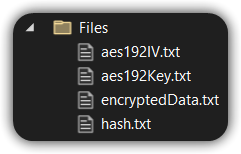 Files
aes192IV.txt
aes192Key.txt
encryptedData.txt
hash.txt